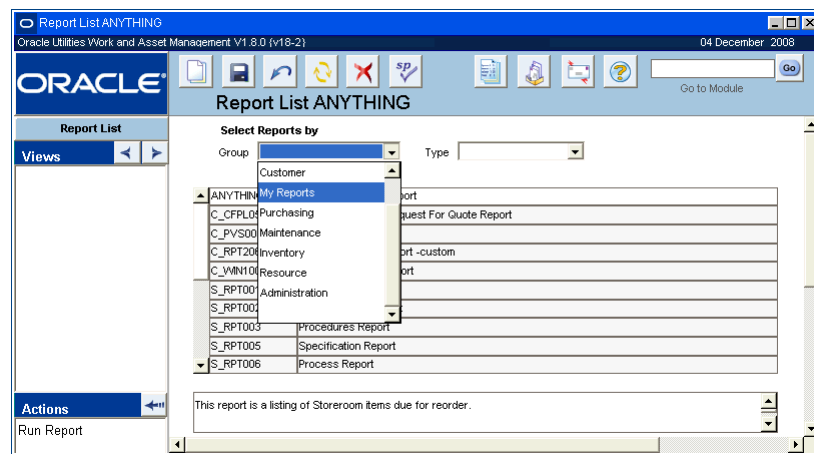 Report List ANYTHING
Oracle Utilities Work and Asset Management V1.8.0 (v18-2) 04 December 2008
ORACLE
Report List ANYTHING
Go
Go to Module
Report List
Views
Select Reports by
Group Type
Customer
My Reports
Purchasing
Maintenance
Inventory
Resource
Administration
ANYTHIN port
C_CFPL0 quest For Quote Report
C_PVS00
C_RPT20 ort -custom
C_WIN10 ort
S_RPT001
S_RPT002
S_RPT003 Procedures Report
S_RPT005 Specification Report
S_RPT006 Process Report
Actions
Run Report
This report is a listing of Storeroom items due for reorder.